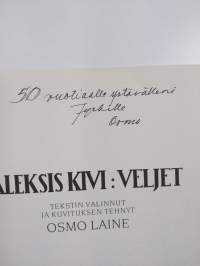 50 vuotiaalle ystävälleni
Jyrkille
Osmo
ALEKSIS KIVI : VELJET
TEKSTIN VALINNUT
JA KUVITUKSEN TEHNYT
OSMO LAINE